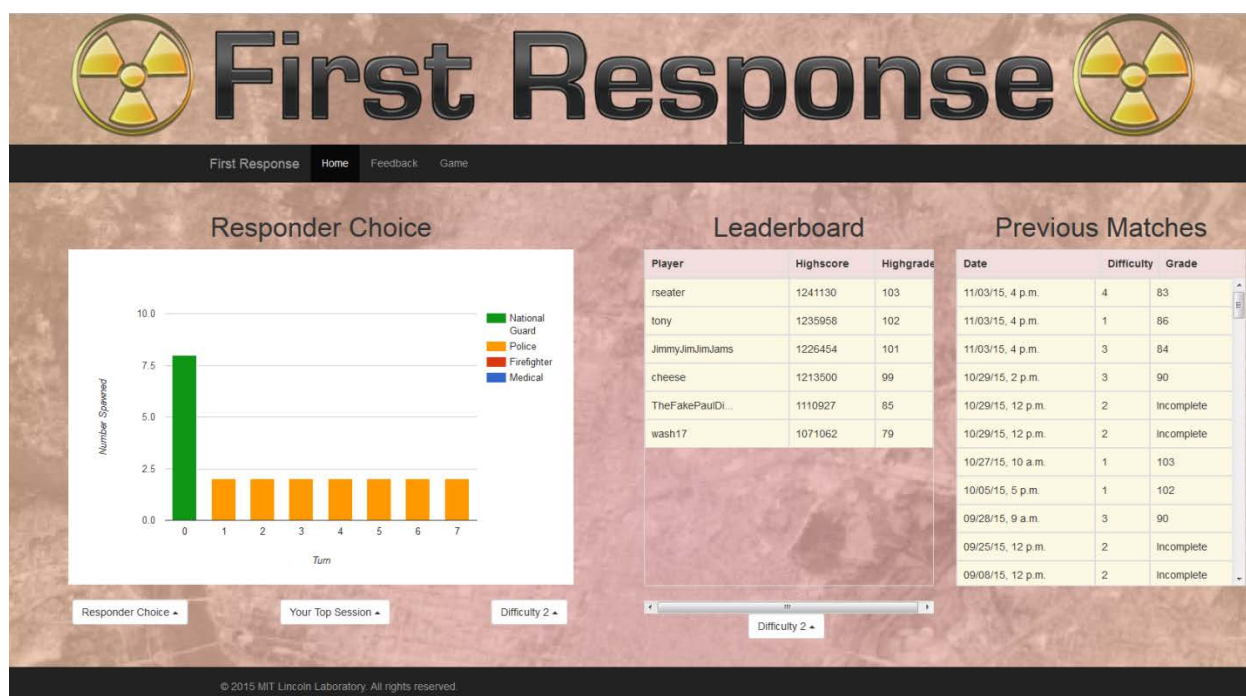 First Response
First Response Home Feedback Game
Responder Choice
10.0
7.5
5.0
2.5
0.0
Number Spawned
0 1 2 3 4 5 6 7
Turn
National
Guard
Police
Firefighter
Medical
Responder Choice
Your Top Session
Difficulty 2
Leaderboard
Player Highscore Highgrade
rseater 1241130 103
tony 1235958 102
JimmyJimJimJams 1226454 101
cheese 1213500 99
TheFakePaulDi... 1110927 85
wash17 1071062 79
Difficulty 2
Previous Matches
Date Difficulty Grade
11/03/15, 4 p.m. 4 83
11/03/15, 4 p.m. 1 86
11/03/15, 4 p.m. 3 84
10/29/15, 2 p.m. 3 90
10/29/15, 12 p.m. 2 Incomplete
10/29/15, 12 p.m. 2 Incomplete
10/27/15, 10 a.m. 1 103
10/05/15, 5 p.m. 1 102
09/28/15, 9 a.m. 3 90
09/25/15, 12 p.m. 2 Incomplete
09/08/15, 12 p.m. 2 Incomplete
© 2015 MIT Lincoln Laboratory. All rights reserved.